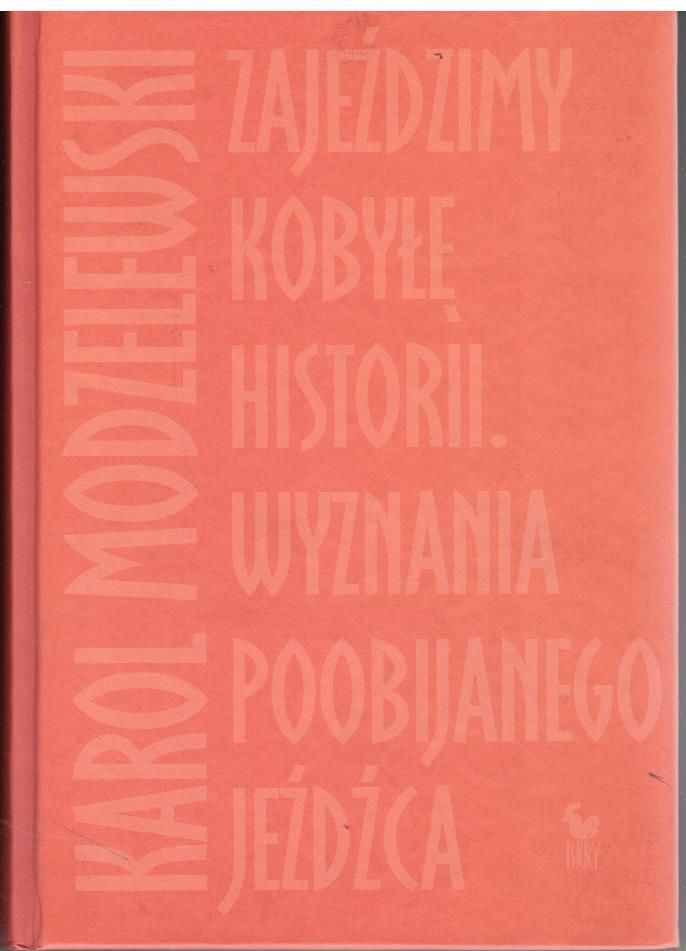 KAROL MODZELEWSKI
ZAJEŹDZIMY
KOBYŁĘ
HISTORII.
WYZNANIA
POOBIJANEGO
JEŹDŹCA
ISKRY